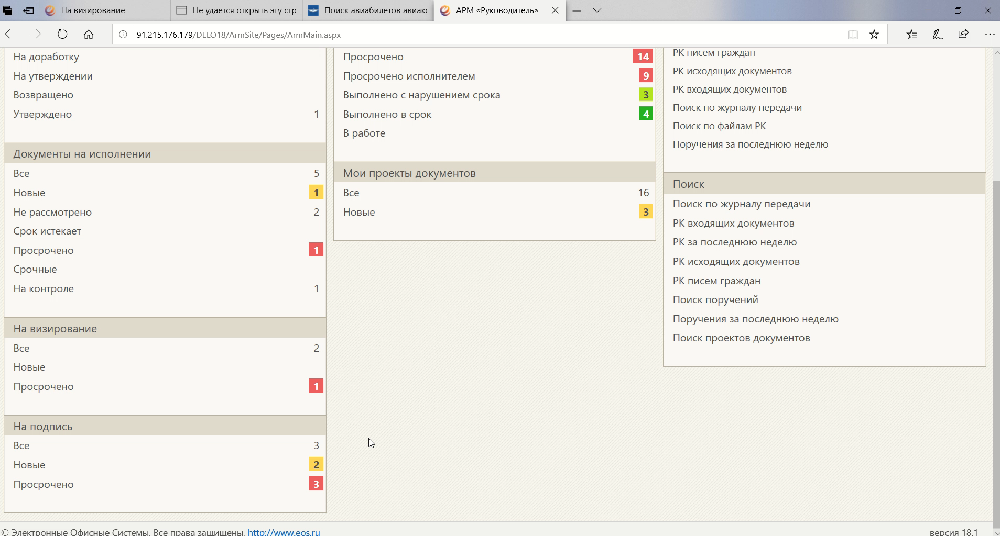 На визирование
Не удается открыть эту стр
Поиск авиабилетов авиако
АРМ «Руководитель»
91.215.176.179/DELO18/ArmSite/Pages/ArmMain.aspx
На доработку
На утверждении
Возвращено
Утверждено 1
Документы на исполнении
Все 5
Новые 1
Не рассмотрено 2
Срок истекает
Просрочено 1
Срочные
На контроле 1
На визирование
Все 2
Новые
Просрочено 1
На подпись
Все 3
Новые 2
Просрочено 3
Просрочено 14
Просрочено исполнителем 9
Выполнено с нарушением срока 3
Выполнено в срок 4
В работе
Мои проекты документов
Все 16
Новые 3
РК писем граждан
РК исходящих документов
РК входящих документов
Поиск по журналу передачи
Поиск по файлам РК
Поручения за последнюю неделю
Поиск
Поиск по журналу передачи
РК входящих документов
РК за последнюю неделю
РК исходящих документов
РК писем граждан
Поиск поручений
Поручения за последнюю неделю
Поиск проектов документов
© Электронные Офисные Системы. Все права защищены. http://www.eos.ru
версия 18.1